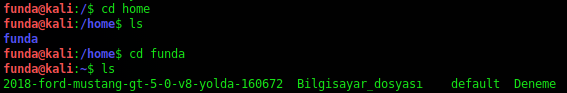 funda@kali:/$ cd home
funda@kali:/home$ ls
funda
funda@kali:/home$ cd funda
funda@kali:~$ ls
2018-ford-mustang-gt-5-0-v8-yolda-160672  Bilgisayar_dosyası    default  Deneme